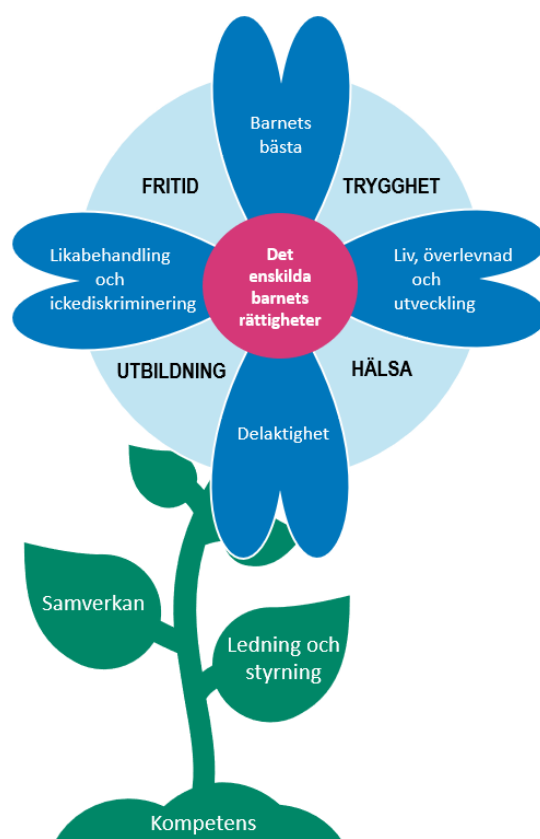 Barnets
bästa
FRITID
TRYGGHET
Likabehandling
och
ickediskriminering
Det
enskilda
barnets
rättigheter
Liv, överlevnad
och
utveckling
UTBILDNING
HÄLSA
Delaktighet
Samverkan
Ledning och
styrning
Kompetens